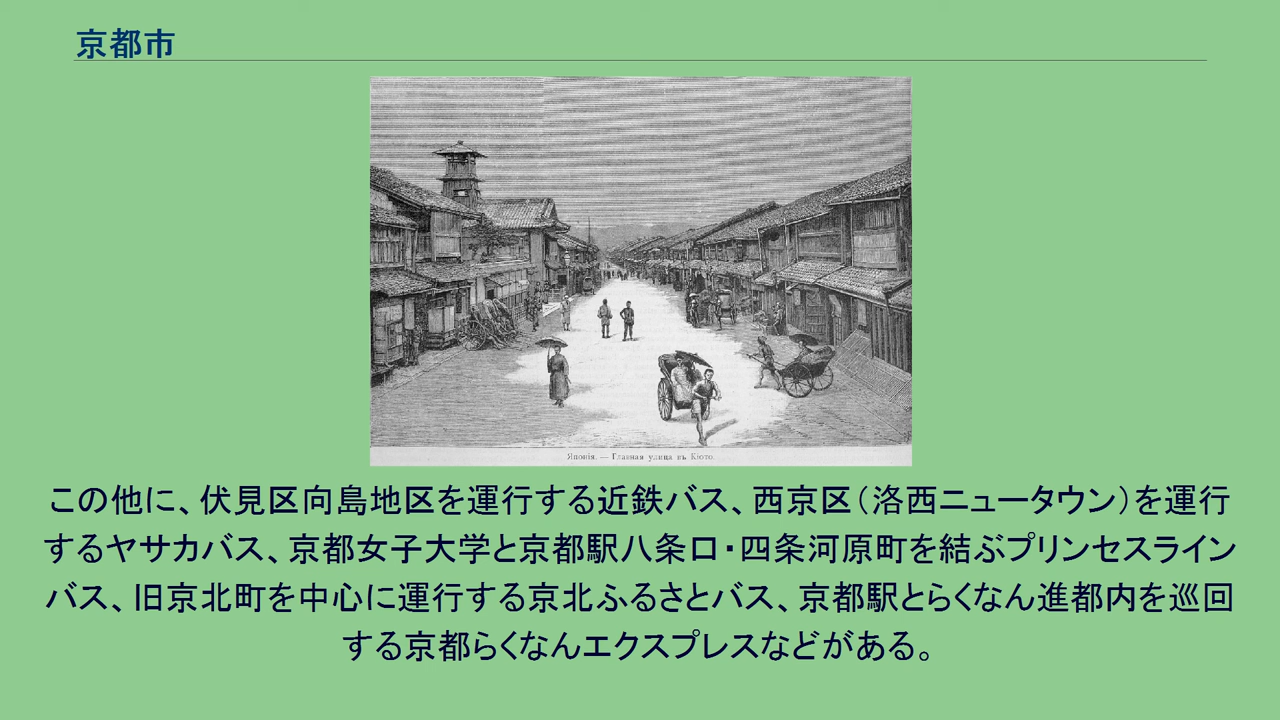 京都市
Японія. — Главная улица въ Кіото.
この他に、伏見区向島地区を運行する近鉄バス、西京区（洛西ニュータウン）を運行
するヤサカバス、京都女子大学と京都駅八条口・四条河原町を結ぶプリンセスライン
バス、旧京北町を中心に運行する京北ふるさとバス、京都駅とらくなん進都内を巡回
する京都らくなんエクスプレスなどがある。